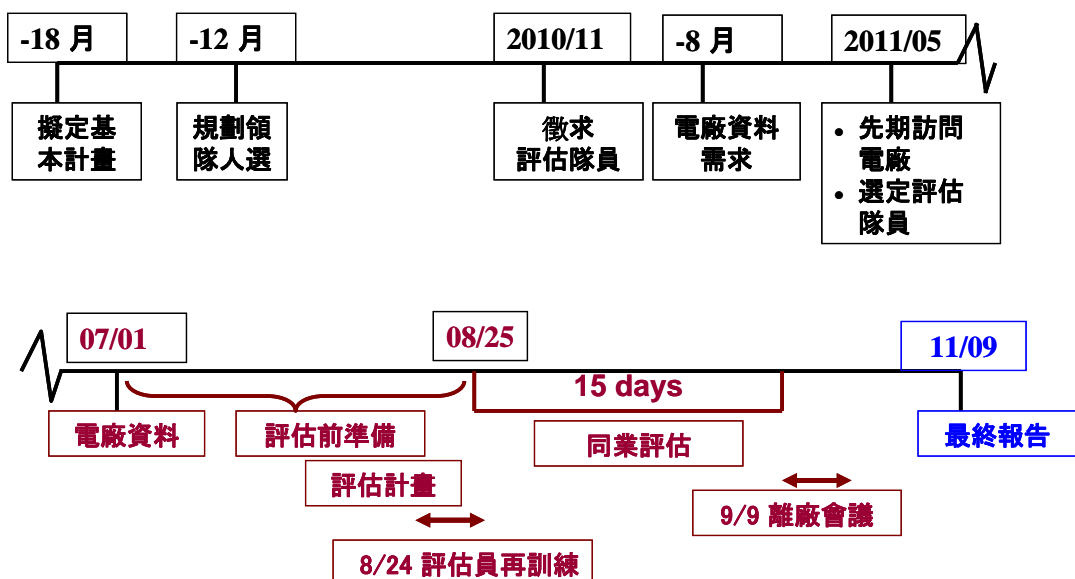 -18 月
-12 月
2010/11
-8 月
2011/05
擬定基
本計畫
規劃領
隊人選
徵求
評估隊員
電廠資料
需求
• 先期訪問
電廠
• 選定評估
隊員
07/01
08/25
11/09
15 days
電廠資料
評估前準備
同業評估
最終報告
評估計畫
9/9 離廠會議
8/24 評估員再訓練